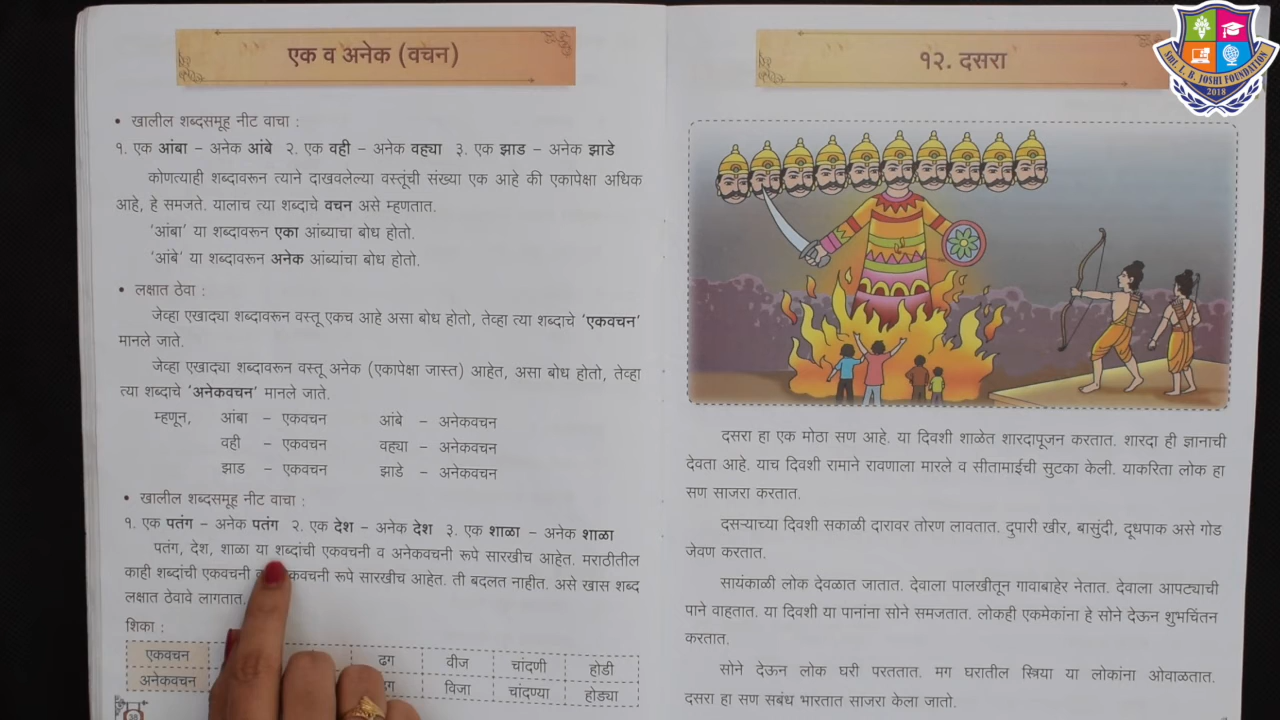 एक व अनेक (वचन)
• खालील शब्दसमूह नीट वाचा :
१. एक आंबा – अनेक आंबे २. एक वही – अनेक वह्या ३. एक झाड – अनेक झाडे
कोणत्याही शब्दावरून त्याने दाखवलेल्या वस्तूंची संख्या एक आहे की एकापेक्षा अधिक
आहे, हे समजते. यालाच त्या शब्दाचे वचन असे म्हणतात.
'आंबा' या शब्दावरून एका आंब्याचा बोध होतो.
'आंबे' या शब्दावरून अनेक आंब्यांचा बोध होतो.
• लक्षात ठेवा :
जेव्हा एखाद्या शब्दावरून वस्तू एकच आहे असा बोध होतो, तेव्हा त्या शब्दाचे 'एकवचन'
मानले जाते.
जेव्हा एखाद्या शब्दावरून वस्तू अनेक (एकापेक्षा जास्त) आहेत, असा बोध होतो, तेव्हा
त्या शब्दाचे 'अनेकवचन' मानले जाते.
म्हणून, आंबा – एकवचन आंबे – अनेकवचन
वही – एकवचन वह्या – अनेकवचन
झाड – एकवचन झाडे – अनेकवचन
• खालील शब्दसमूह नीट वाचा :
१. एक पतंग – अनेक पतंग २. एक देश – अनेक देश ३. एक शाळा – अनेक शाळा
पतंग, देश, शाळा या शब्दांची एकवचनी व अनेकवचनी रूपे सारखीच आहेत. मराठीतील
काही शब्दांची एकवचनी रूपे सारखीच आहेत. ती बदलत नाहीत. असे खास शब्द
लक्षात ठेवावे लागतात.
शिका :
एकवचन ढग वीज चांदणी होडी
अनेकवचन विजा चांदण्या होड्या
३८
१२. दसरा
दसरा हा एक मोठा सण आहे. या दिवशी शाळेत शारदापूजन करतात. शारदा ही ज्ञानाची
देवता आहे. याच दिवशी रामाने रावणाला मारले व सीतामाईची सुटका केली. याकरिता लोक हा
सण साजरा करतात.
दसऱ्याच्या दिवशी सकाळी दारावर तोरण लावतात. दुपारी खीर, बासुंदी, दूधपाक असे गोड
जेवण करतात.
सायंकाळी लोक देवळात जातात. देवाला पालखीतून गावाबाहेर नेतात. देवाला आपट्याची
पाने वाहतात. या दिवशी या पानांना सोने समजतात. लोकही एकमेकांना हे सोने देऊन शुभचिंतन
करतात.
सोने देऊन लोक घरी परततात. मग घरातील स्त्रिया या लोकांना ओवाळतात.
दसरा हा सण सबंध भारतात साजरा केला जातो.
SMT. L. B. JOSHI FOUNDATION
2018